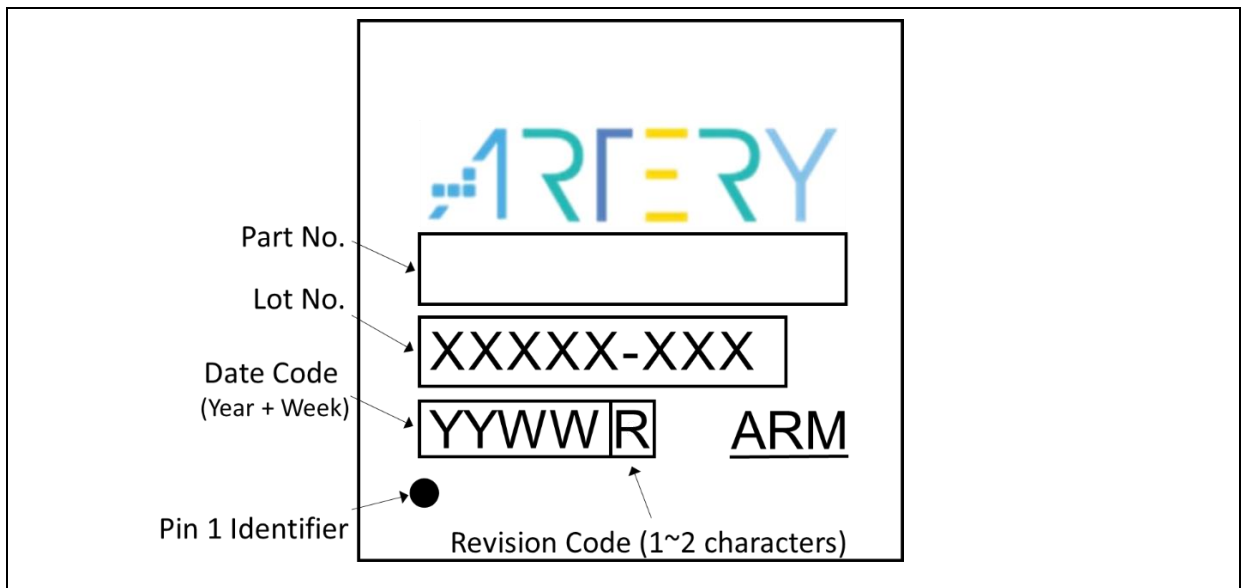 ARTERY
Part No.
Lot No.
XXXXX-XXX
Date Code
(Year + Week)
YYWW R ARM
Pin 1 Identifier
Revision Code (1~2 characters)